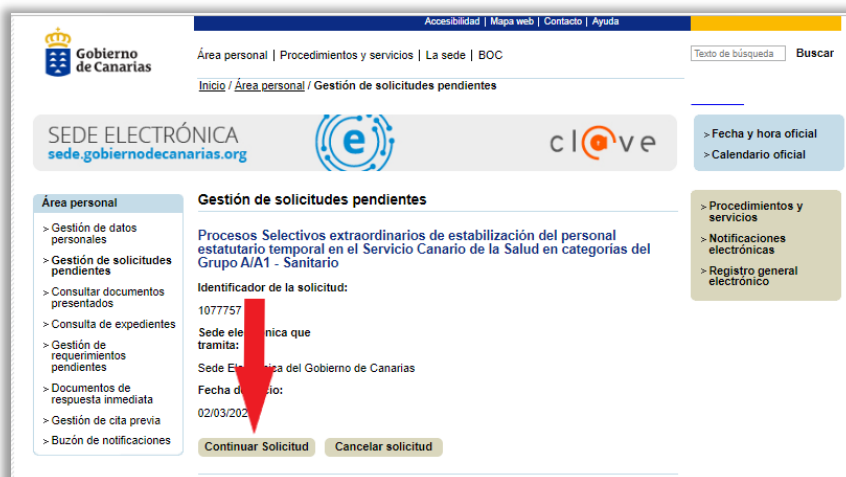 Accesibilidad | Mapa web | Contacto | Ayuda
Gobierno
de Canarias
Área personal | Procedimientos y servicios | La sede | BOC
Texto de búsqueda
Buscar
Inicio / Área personal / Gestión de solicitudes pendientes
SEDE ELECTRÓNICA
sede.gobiernodecanarias.org
e
cl@ve
> Fecha y hora oficial
> Calendario oficial
Área personal
> Gestión de datos
personales
> Gestión de solicitudes
pendientes
> Consultar documentos
presentados
> Consulta de expedientes
> Gestión de
requerimientos
pendientes
> Documentos de
respuesta inmediata
> Gestión de cita previa
> Buzón de notificaciones
Gestión de solicitudes pendientes
Procesos Selectivos extraordinarios de estabilización del personal
estatutario temporal en el Servicio Canario de la Salud en categorías del
Grupo A/A1 - Sanitario
Identificador de la solicitud:
1077757
Sede que
tramita:
Sede del Gobierno de Canarias
Fecha
02/03/202
Continuar Solicitud
Cancelar solicitud
> Procedimientos y
servicios
> Notificaciones
electrónicas
> Registro general
electrónico